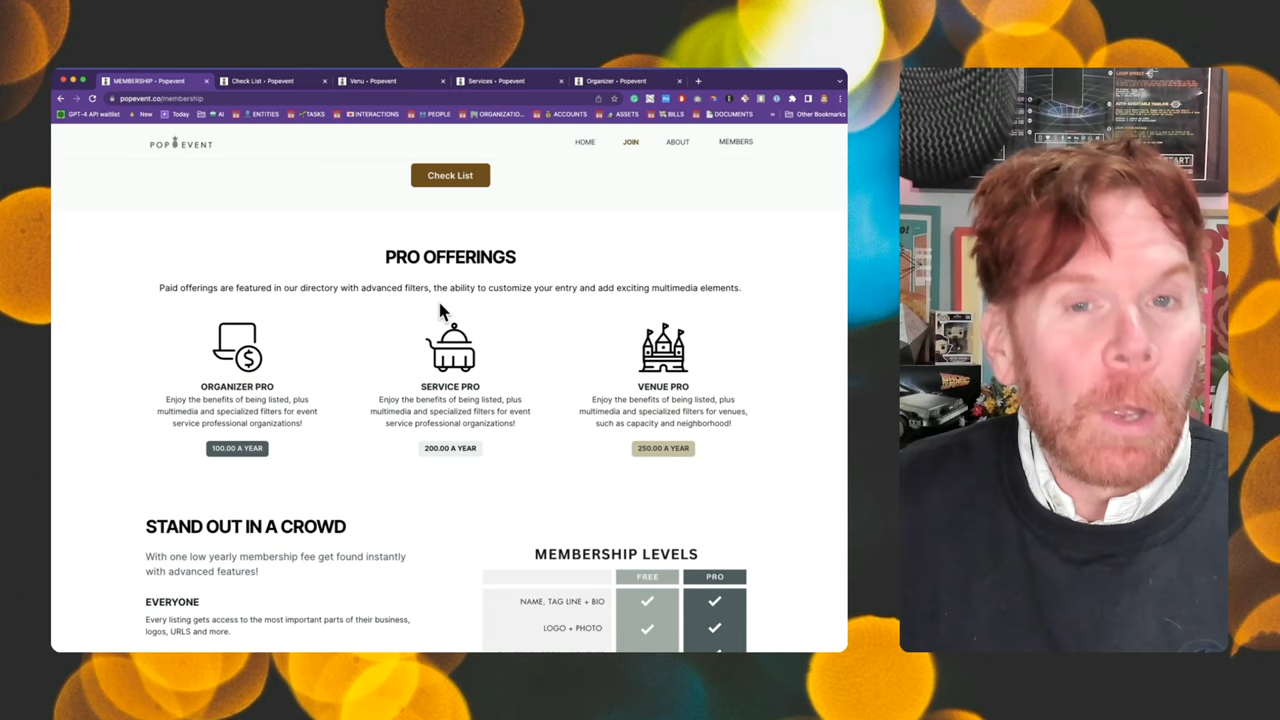 MEMBERSHIP • Popevent
Check List • Popevent
Venu • Popevent
Services • Popevent
Organizer • Popevent
popevent.co/membership
GPT-4 API waitlist
New
Today
AI
ENTITIES
TASKS
INTERACTIONS
PEOPLE
ORGANIZATIO...
ACCOUNTS
ASSETS
BILLS
DOCUMENTS
Other Bookmarks
POP EVENT
HOME
JOIN
ABOUT
MEMBERS
Check List
PRO OFFERINGS
Paid offerings are featured in our directory with advanced filters, the ability to customize your entry and add exciting multimedia elements.
ORGANIZER PRO
Enjoy the benefits of being listed, plus
multimedia and specialized filters for event
service professional organizations!
100.00 A YEAR
SERVICE PRO
Enjoy the benefits of being listed, plus
multimedia and specialized filters for event
service professional organizations!
200.00 A YEAR
VENUE PRO
Enjoy the benefits of being listed, plus
multimedia and specialized filters for venues,
such as capacity and neighborhood!
250.00 A YEAR
STAND OUT IN A CROWD
With one low yearly membership fee get found instantly
with advanced features!
EVERYONE
Every listing gets access to the most important parts of their business,
logos, URLS and more.
MEMBERSHIP LEVELS
FREE
PRO
NAME, TAG LINE + BIO
LOGO + PHOTO
LOOP EFFECT
AUTO-ADJUSTABLE TIMELINE
START